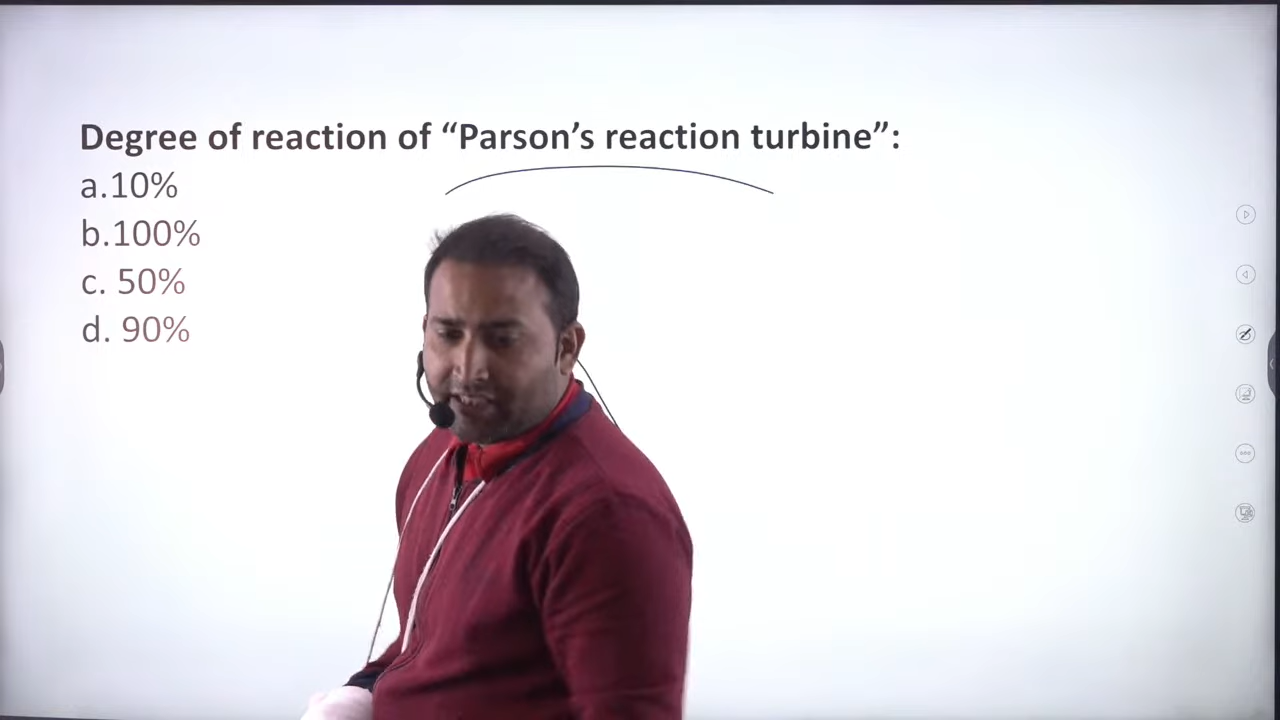 Degree of reaction of “Parson’s reaction turbine”:
a.10%
b.100%
c. 50%
d. 90%